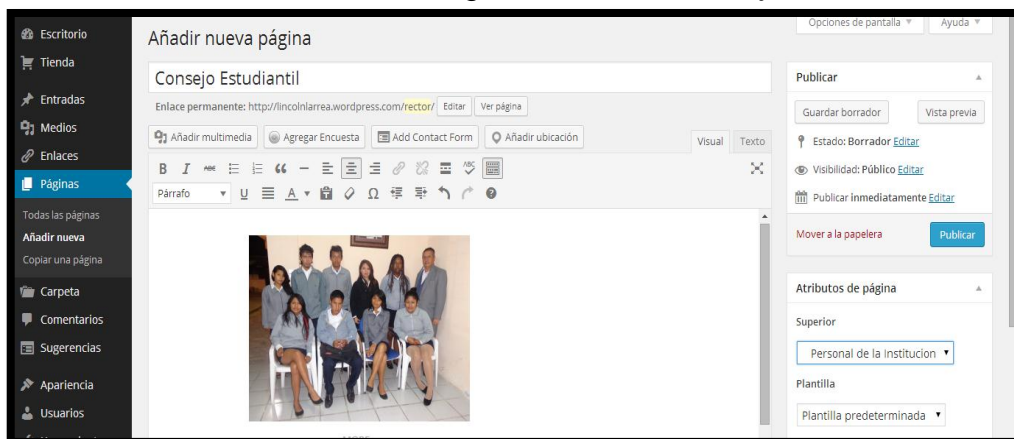 Opciones de pantalla Ayuda
Escritorio
Tienda
Entradas
Medios
Enlaces
Páginas
Todas las páginas
Añadir nueva
Copiar una página
Carpeta
Comentarios
Sugerencias
Apariencia
Usuarios
Añadir nueva página
Consejo Estudiantil
Enlace permanente: http://lincolnlarrea.wordpress.com/rector/ Editar Ver página
Añadir multimedia Agregar Encuesta Add Contact Form Añadir ubicación Visual Texto
B I ABC
Párrafo U A Ω
Publicar
Guardar borrador Vista previa
Estado: Borrador Editar
Visibilidad: Público Editar
Publicar inmediatamente Editar
Mover a la papelera Publicar
Atributos de página
Superior
Personal de la Institucion
Plantilla
Plantilla predeterminada